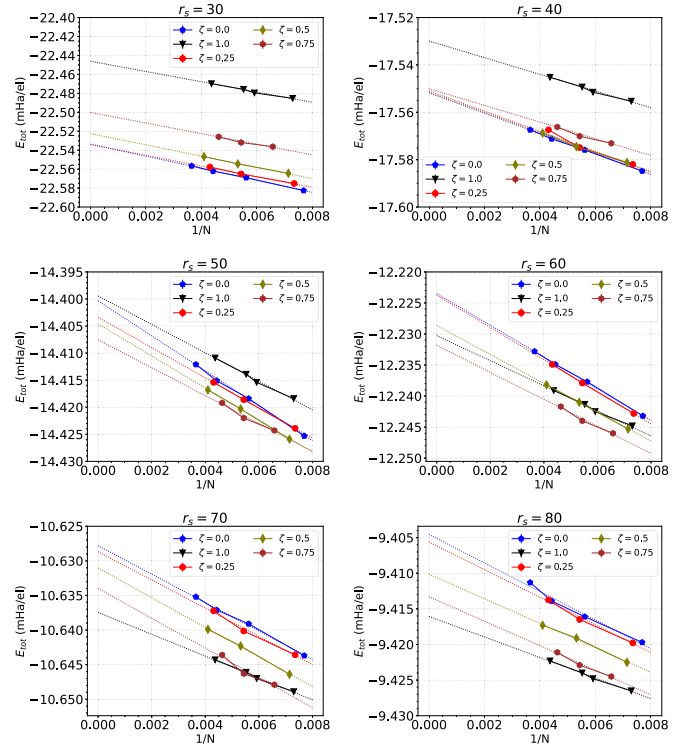 r_s = 30
E_tot (mHa/el)
−22.40
−22.42
−22.44
−22.46
−22.48
−22.50
−22.52
−22.54
−22.56
−22.58
−22.60
ζ = 0.0
ζ = 1.0
ζ = 0.25
ζ = 0.5
ζ = 0.75
0.000 0.002 0.004 0.006 0.008
1/N
r_s = 40
E_tot (mHa/el)
−17.52
−17.54
−17.56
−17.58
−17.60
ζ = 0.0
ζ = 1.0
ζ = 0.25
ζ = 0.5
ζ = 0.75
0.000 0.002 0.004 0.006 0.008
1/N
r_s = 50
E_tot (mHa/el)
−14.395
−14.400
−14.405
−14.410
−14.415
−14.420
−14.425
−14.430
ζ = 0.0
ζ = 1.0
ζ = 0.25
ζ = 0.5
ζ = 0.75
0.000 0.002 0.004 0.006 0.008
1/N
r_s = 60
E_tot (mHa/el)
−12.220
−12.225
−12.230
−12.235
−12.240
−12.245
−12.250
ζ = 0.0
ζ = 1.0
ζ = 0.25
ζ = 0.5
ζ = 0.75
0.000 0.002 0.004 0.006 0.008
1/N
r_s = 70
E_tot (mHa/el)
−10.625
−10.630
−10.635
−10.640
−10.645
−10.650
ζ = 0.0
ζ = 1.0
ζ = 0.25
ζ = 0.5
ζ = 0.75
0.000 0.002 0.004 0.006 0.008
1/N
r_s = 80
E_tot (mHa/el)
−9.405
−9.410
−9.415
−9.420
−9.425
−9.430
ζ = 0.0
ζ = 1.0
ζ = 0.25
ζ = 0.5
ζ = 0.75
0.000 0.002 0.004 0.006 0.008
1/N